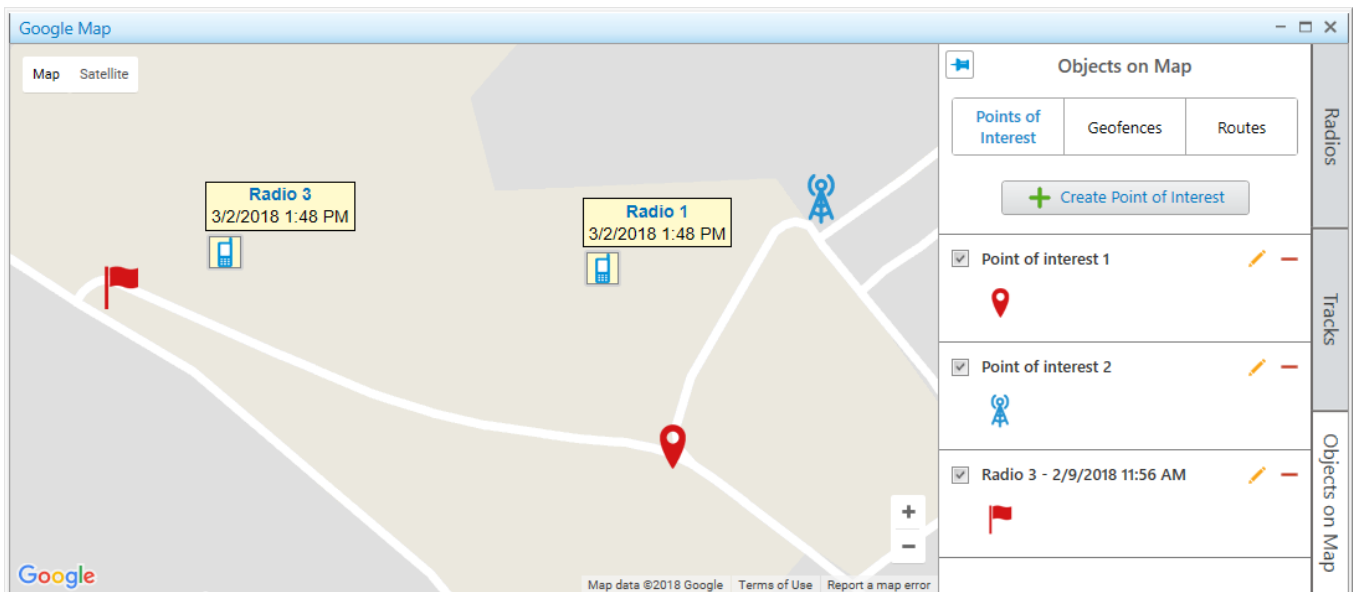 Google Map
Map Satellite
Radio 3
3/2/2018 1:48 PM
Radio 1
3/2/2018 1:48 PM
Google
Map data ©2018 Google Terms of Use Report a map error
Objects on Map
Points of
Interest
Geofences
Routes
Create Point of Interest
Point of interest 1
Point of interest 2
Radio 3 - 2/9/2018 11:56 AM
Radios
Tracks
Objects on Map